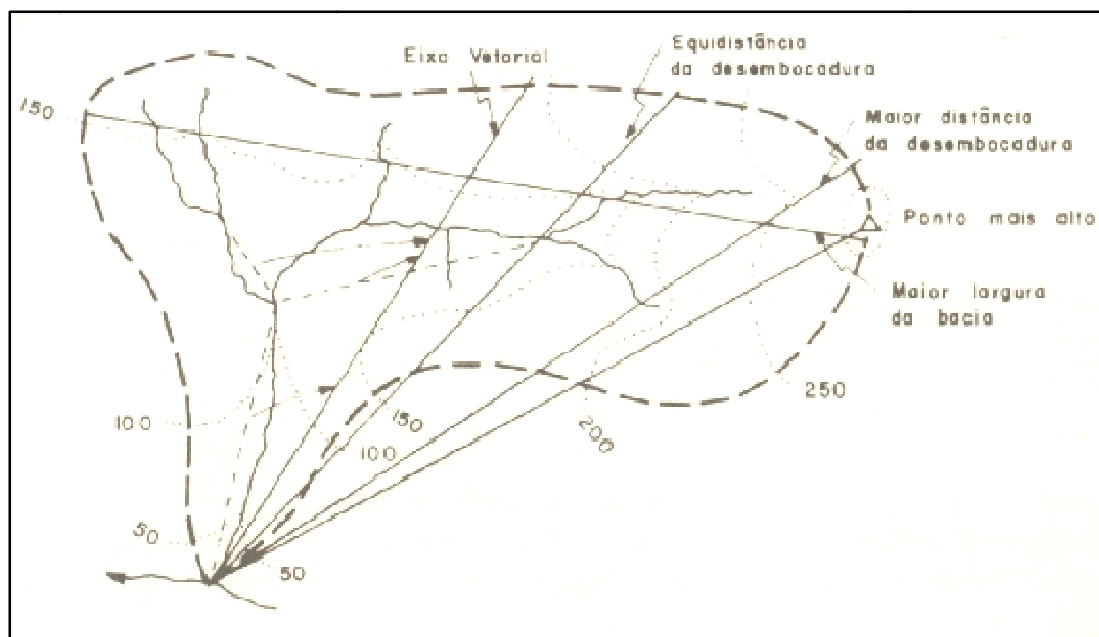 Eixo Vetorial
Equidistância
da desembocadura
Maior distância
da desembocadura
Ponto mais alto
Maior largura
da bacia
150
250
200
150
100
100
50
50